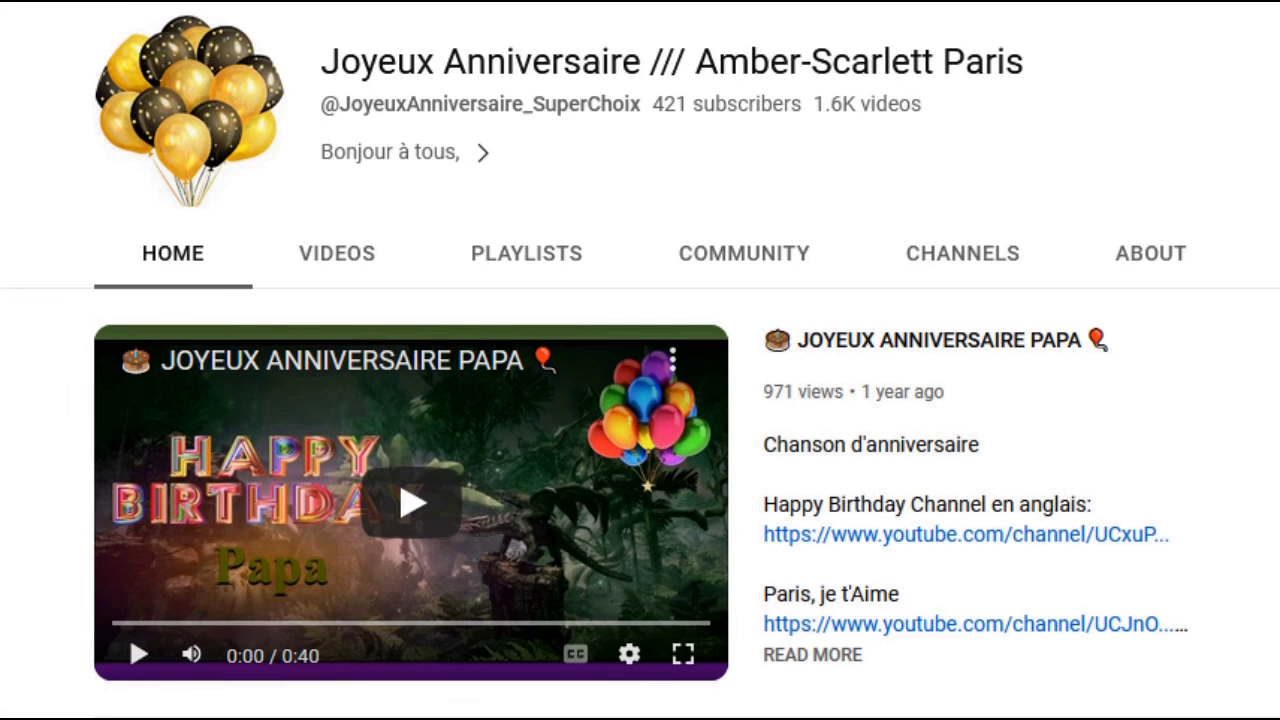 Joyeux Anniversaire /// Amber-Scarlett Paris
@JoyeuxAnniversaire_SuperChoix 421 subscribers 1.6K videos
Bonjour à tous,
HOME VIDEOS PLAYLISTS COMMUNITY CHANNELS ABOUT
🎂 JOYEUX ANNIVERSAIRE PAPA 🎈
HAPPY
BIRTHDAY
Papa
0:00 / 0:40
CC
🎂 JOYEUX ANNIVERSAIRE PAPA 🎈
971 views • 1 year ago
Chanson d'anniversaire
Happy Birthday Channel en anglais:
https://www.youtube.com/channel/UCxuP...
Paris, je t'Aime
https://www.youtube.com/channel/UCJnO......
READ MORE